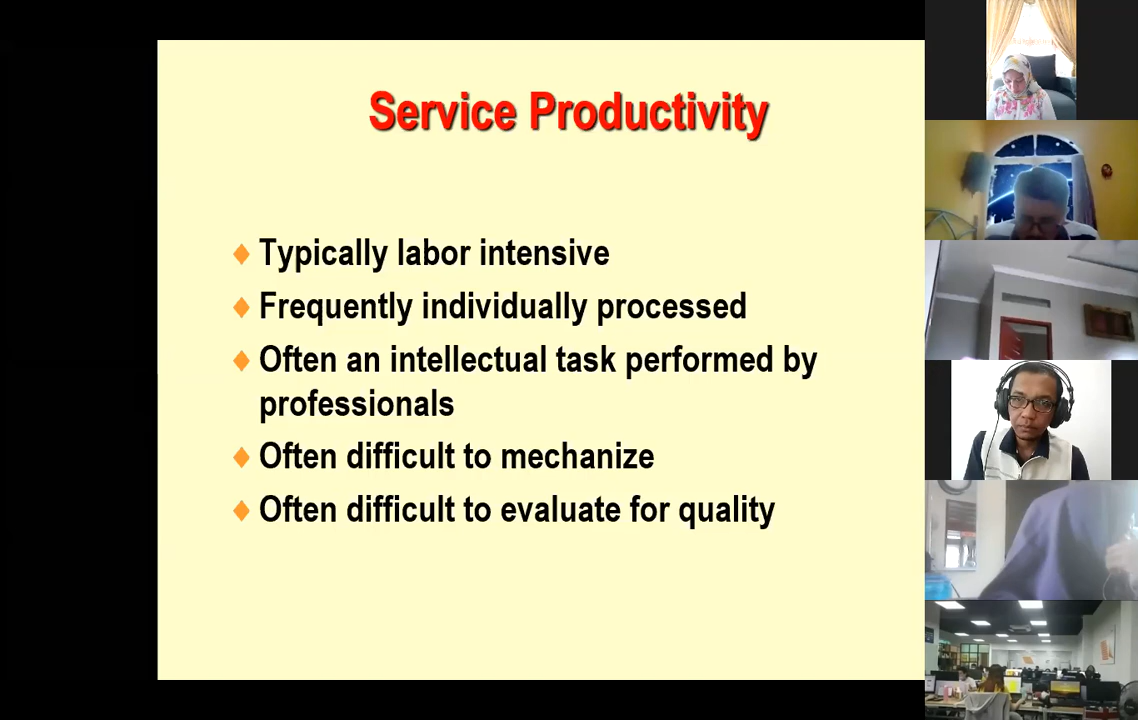 Service Productivity
Typically labor intensive
Frequently individually processed
Often an intellectual task performed by
professionals
Often difficult to mechanize
Often difficult to evaluate for quality